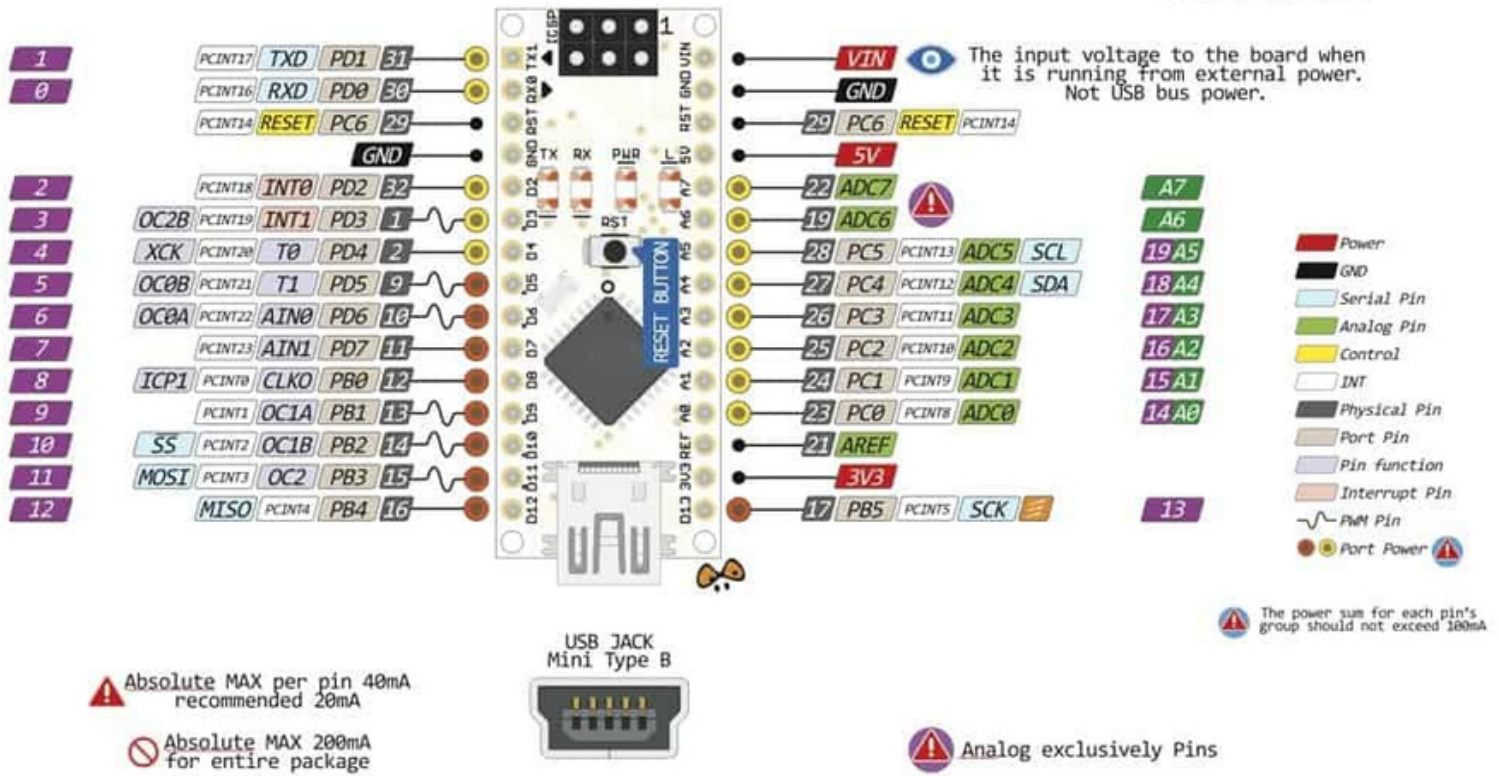 1 PCINT17 TXD PD1 31 TX1 ICSP 1 VIN VIN The input voltage to the board when
it is running from external power.
Not USB bus power.
0 PCINT16 RXD PD0 30 RX0 GND GND
PCINT14 RESET PC6 29 RST RST 29 PC6 RESET PCINT14
GND GND TX RX PWR L 5V 5V
2 PCINT18 INT0 PD2 32 D2 A7 22 ADC7 A7
3 OC2B PCINT19 INT1 PD3 1 D3 RST A6 19 ADC6 A6
4 XCK PCINT20 T0 PD4 2 D4 A5 28 PC5 PCINT13 ADC5 SCL 19 A5
5 OC0B PCINT21 T1 PD5 9 D5 A4 27 PC4 PCINT12 ADC4 SDA 18 A4
6 OC0A PCINT22 AIN0 PD6 10 D6 A3 26 PC3 PCINT11 ADC3 17 A3
7 PCINT23 AIN1 PD7 11 D7 A2 25 PC2 PCINT10 ADC2 16 A2
8 ICP1 PCINT0 CLKO PB0 12 D8 A1 24 PC1 PCINT9 ADC1 15 A1
9 PCINT1 OC1A PB1 13 D9 A0 23 PC0 PCINT8 ADC0 14 A0
10 SS PCINT2 OC1B PB2 14 D10 REF 21 AREF
11 MOSI PCINT3 OC2 PB3 15 D11 3V3 3V3
12 MISO PCINT4 PB4 16 D12 D13 17 PB5 PCINT5 SCK 13
RESET BUTTON
Power
GND
Serial Pin
Analog Pin
Control
INT
Physical Pin
Port Pin
Pin function
Interrupt Pin
PWM Pin
Port Power
The power sum for each pin's
group should not exceed 100mA
USB JACK
Mini Type B
Absolute MAX per pin 40mA
recommended 20mA
Absolute MAX 200mA
for entire package
Analog exclusively Pins